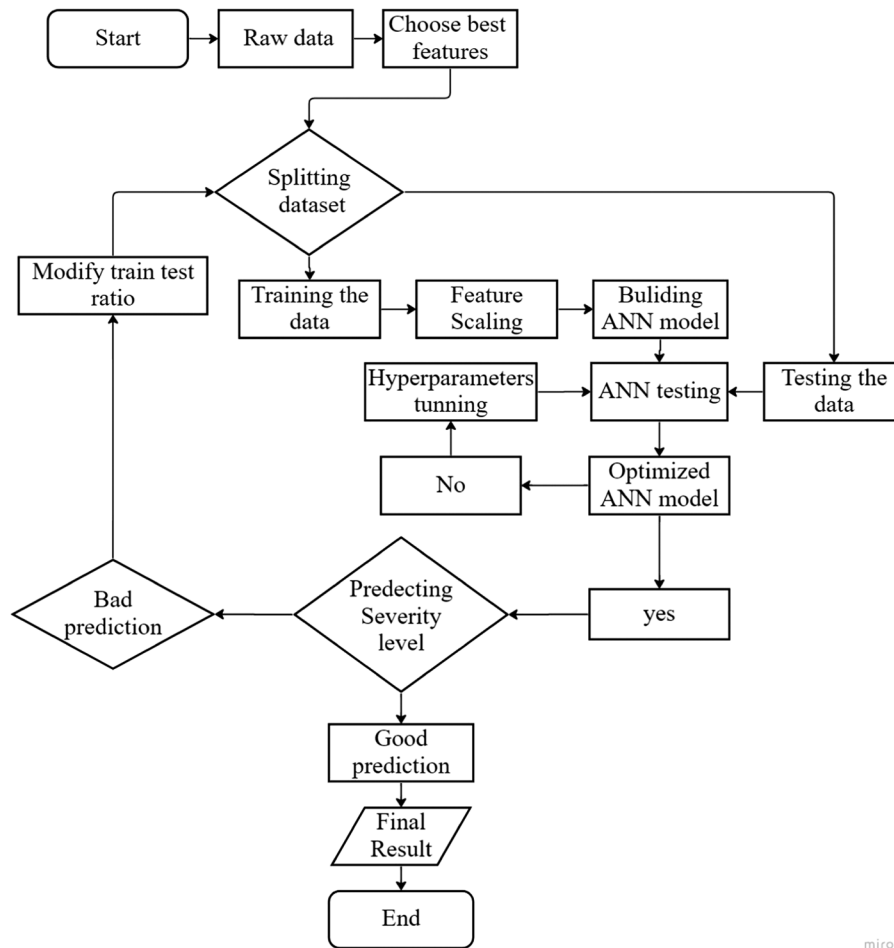 Start
Raw data
Choose best
features
Splitting
dataset
Modify train test
ratio
Training the
data
Feature
Scaling
Buliding
ANN model
Hyperparameters
tunning
ANN testing
Testing the
data
No
Optimized
ANN model
Bad
prediction
Predecting
Severity
level
yes
Good
prediction
Final
Result
End
miro